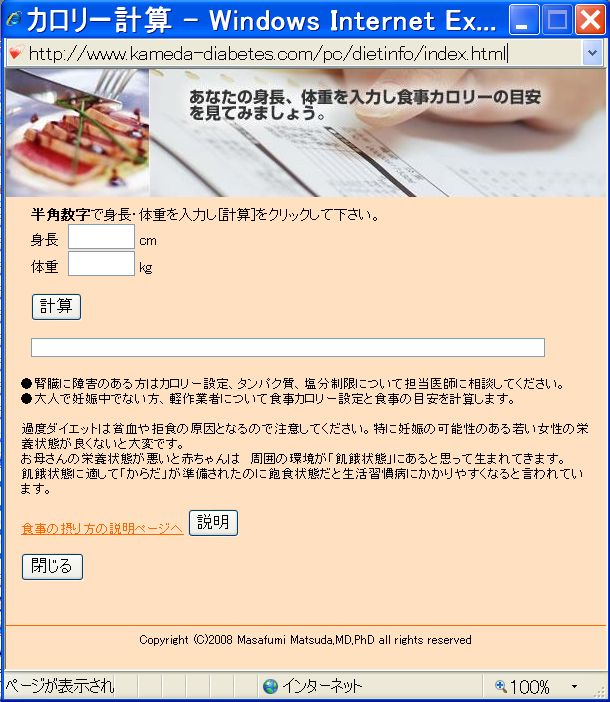 カロリー計算 - Windows Internet Ex...
http://www.kameda-diabetes.com/pc/dietinfo/index.html
あなたの身長、体重を入力し食事カロリーの目安
を見てみましょう。
半角数字で身長・体重を入力し[計算]をクリックして下さい。
身長 cm
体重 kg
計算
●腎臓に障害のある方はカロリー設定、タンパク質、塩分制限について担当医師に相談してください。
●大人で妊娠中でない方、軽作業者について食事カロリー設定と食事の目安を計算します。
過度ダイエットは貧血や拒食の原因となるので注意してください。特に妊娠の可能性のある若い女性の栄
養状態が良くないと大変です。
お母さんの栄養状態が悪いと赤ちゃんは 周囲の環境が「飢餓状態」にあると思って生まれてきます。
飢餓状態に適して「からだ」が準備されたのに飽食状態だと生活習慣病にかかりやすくなると言われてい
ます。
食事の摂り方の説明ページへ 説明
閉じる
Copyright (C)2008 Masafumi Matsuda,MD,PhD all rights reserved
ページが表示され インターネット 100%